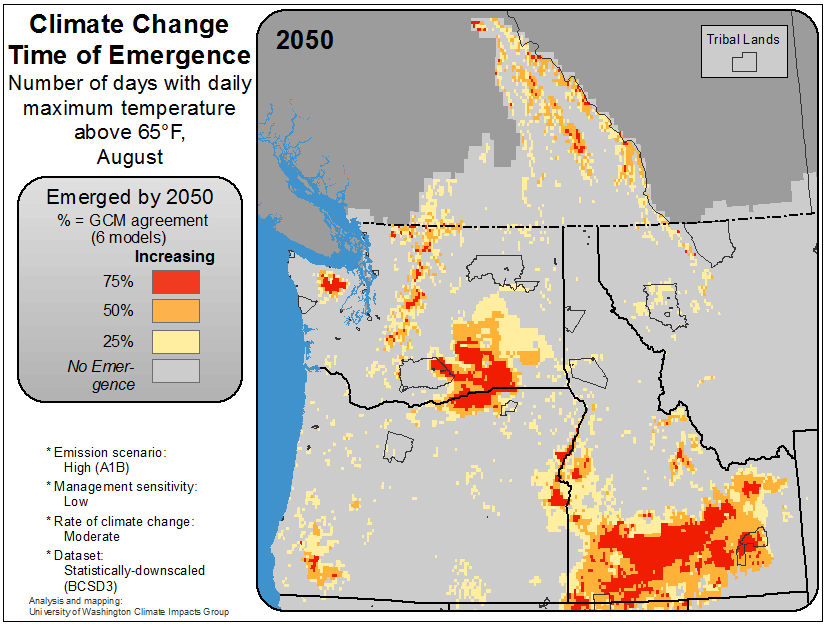 Climate Change
Time of Emergence
Number of days with daily
maximum temperature
above 65°F,
August
Emerged by 2050
% = GCM agreement
(6 models)
Increasing
75%
50%
25%
No Emer-
gence
* Emission scenario:
High (A1B)
* Management sensitivity:
Low
* Rate of climate change:
Moderate
* Dataset:
Statistically-downscaled
(BCSD3)
Analysis and mapping:
University of Washington Climate Impacts Group
2050
Tribal Lands